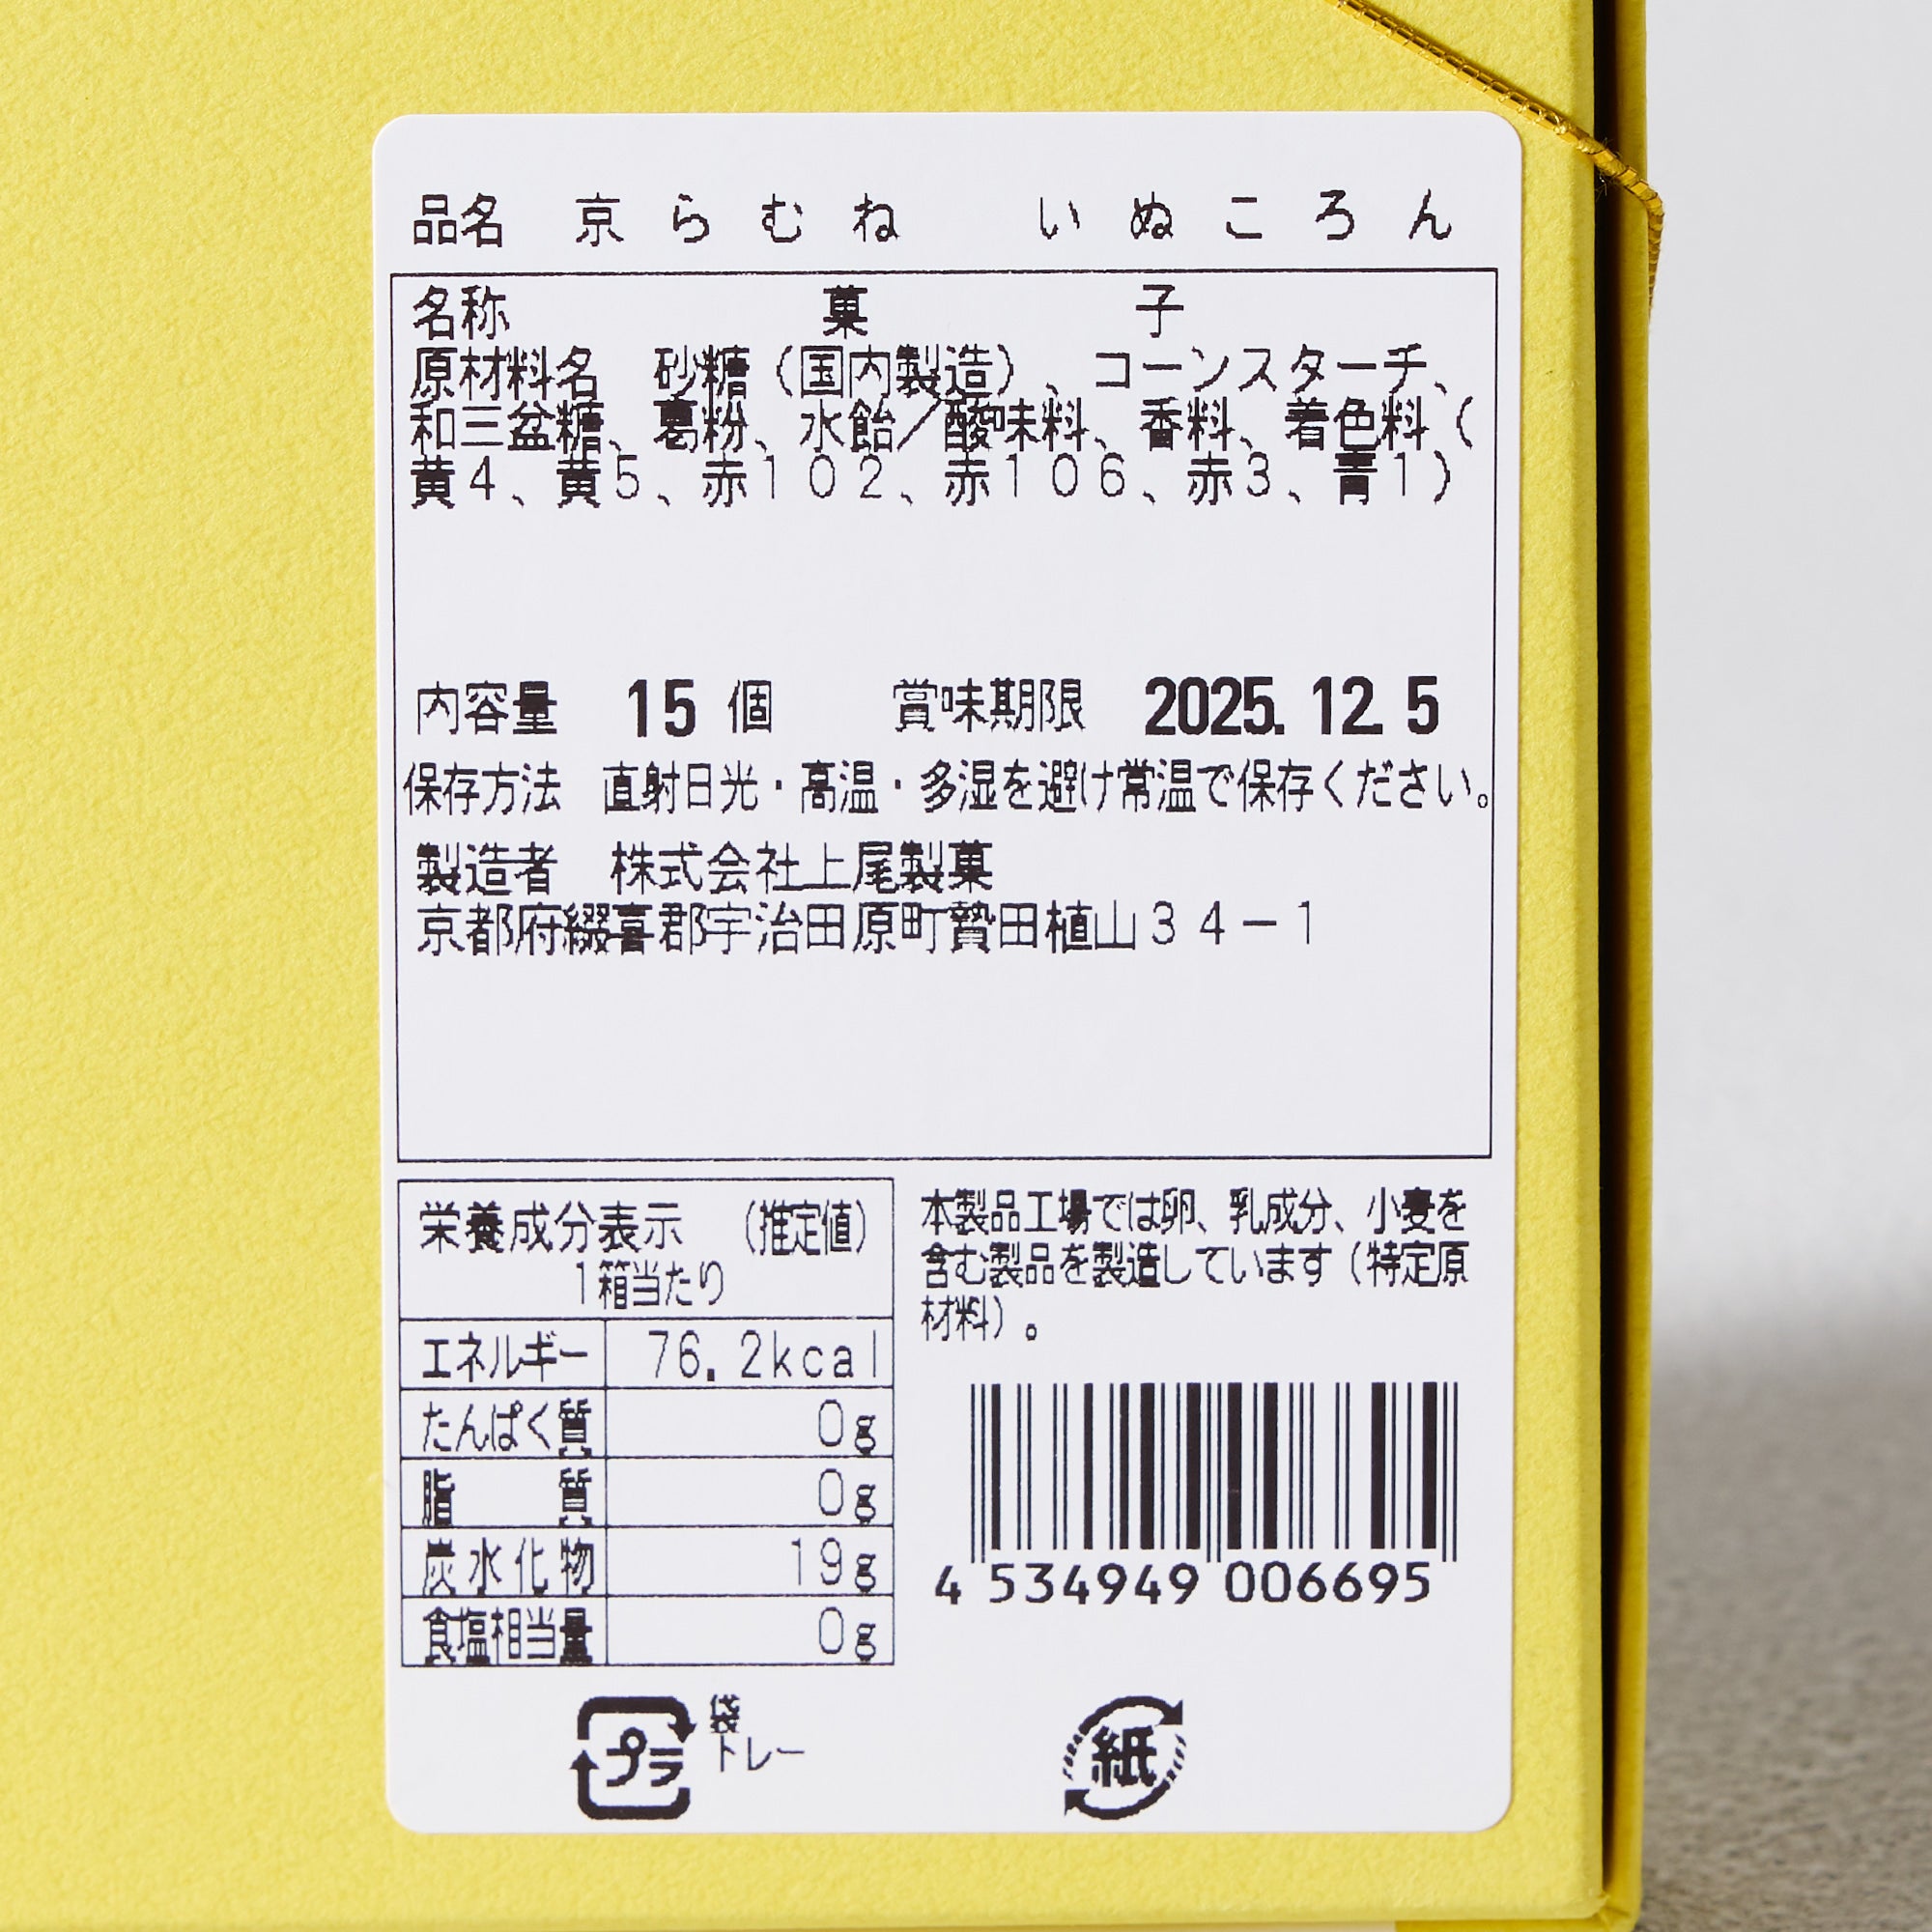 品名 京らむね いぬころん
名称 菓子
原材料名 砂糖(国内製造)、コーンスターチ、
和三盆糖、葛粉、水飴/酸味料、香料、着色料(
黄4、黄5、赤102、赤106、赤3、青1)
内容量 15個 賞味期限 2025.12.5
保存方法 直射日光・高温・多湿を避け常温で保存ください。
製造者 株式会社上尾製菓
京都府綴喜郡宇治田原町贄田植山34-1
栄養成分表示 (推定値)
1箱当たり
エネルギー 76.2kcal
たんぱく質 0g
脂質 0g
炭水化物 19g
食塩相当量 0g
本製品工場では卵、乳成分、小麦を
含む製品を製造しています(特定原
材料)。
4 534949 006695
プラ
袋
トレー
紙